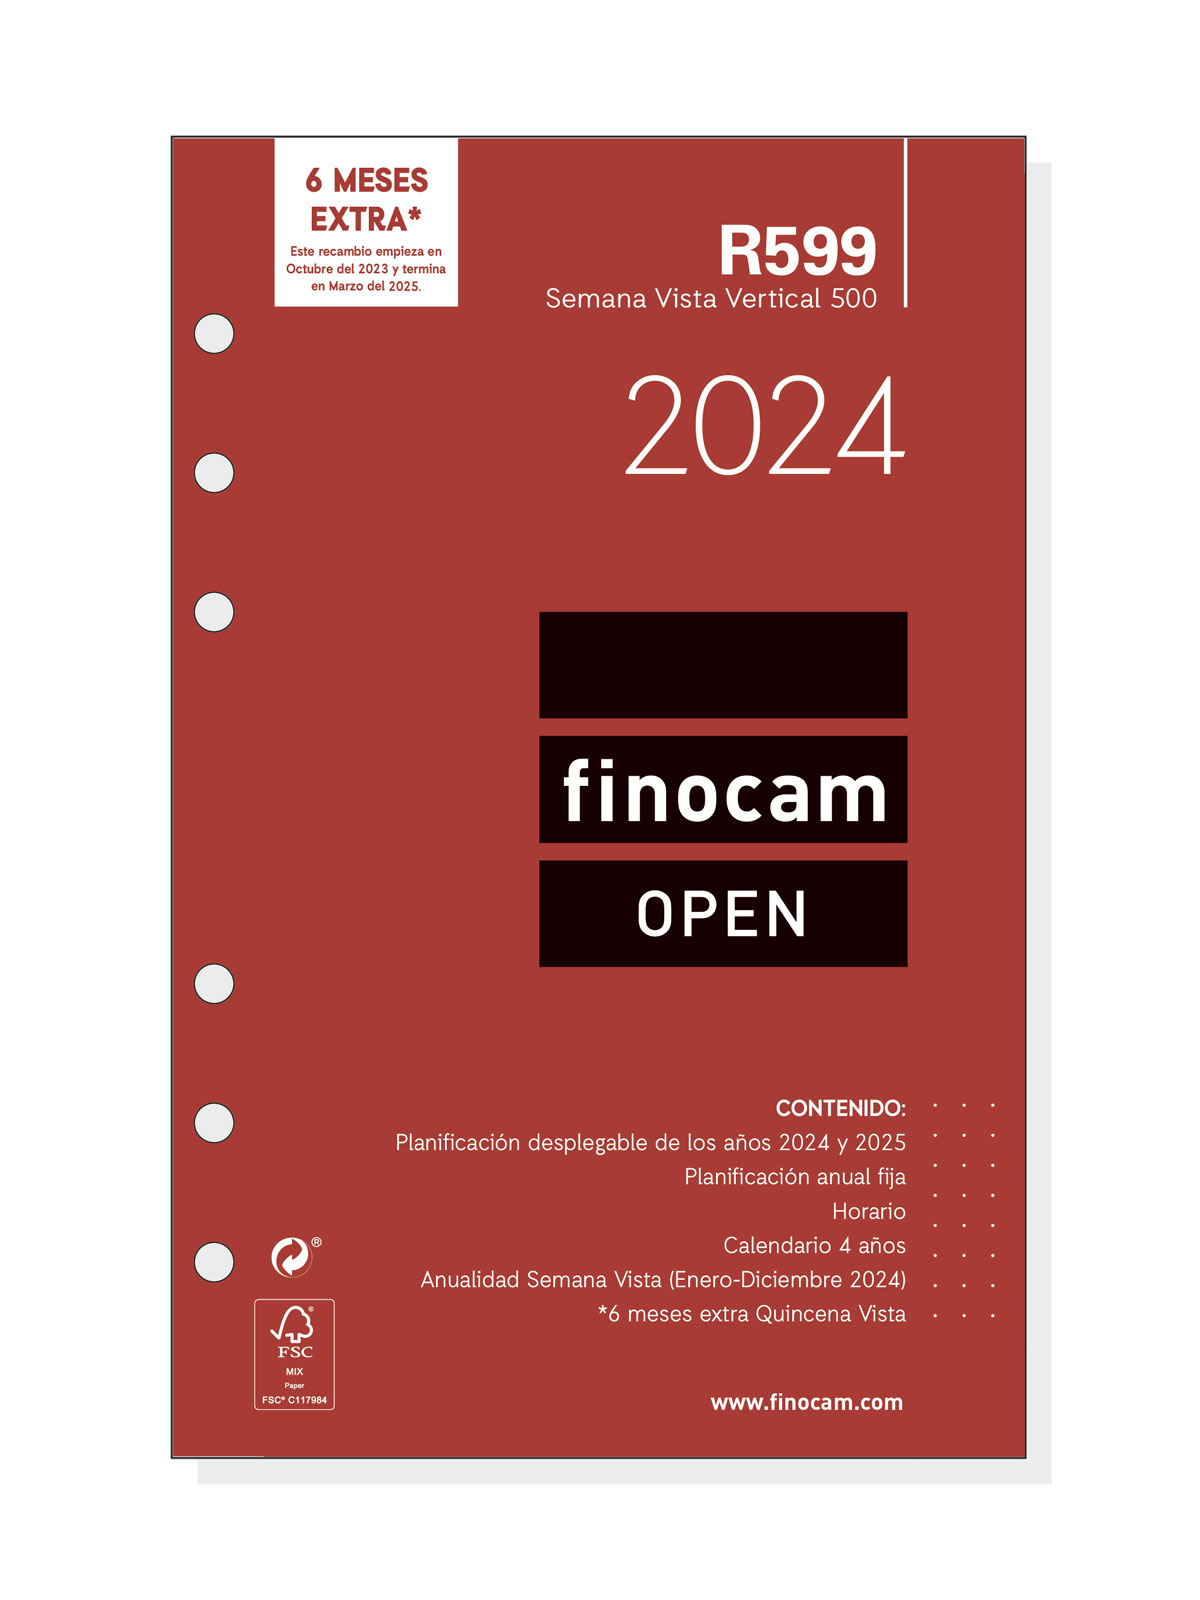 6 MESES
EXTRA*
Este recambio empieza en
Octubre del 2023 y termina
en Marzo del 2025.
R599
Semana Vista Vertical 500
2024
finocam
OPEN
CONTENIDO:
Planificación desplegable de los años 2024 y 2025
Planificación anual fija
Horario
Calendario 4 años
Anualidad Semana Vista (Enero-Diciembre 2024)
*6 meses extra Quincena Vista
®
®
FSC
MIX
Paper
FSC® C117984
www.finocam.com